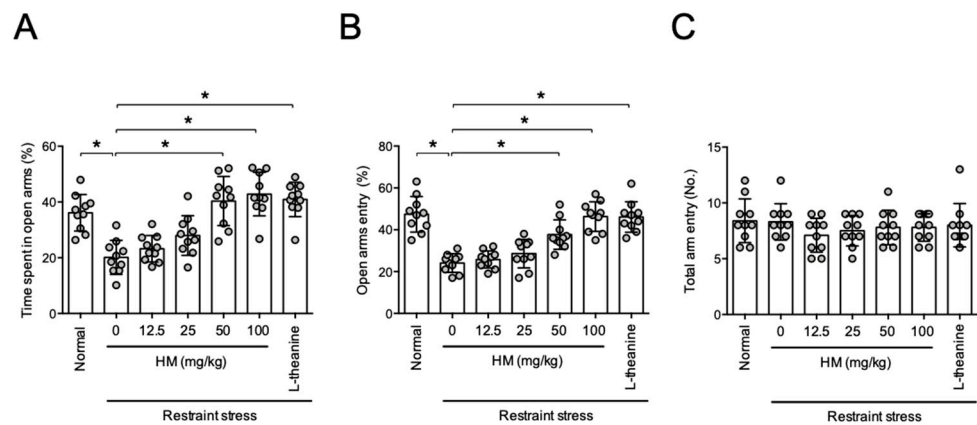 A
B
C
Time spent in open arms (%)
80
60
40
20
0
*
*
*
*
Normal
0
12.5
25
50
100
L-theanine
HM (mg/kg)
Restraint stress
Open arms entry (%)
80
60
40
20
0
*
*
*
*
Normal
0
12.5
25
50
100
L-theanine
HM (mg/kg)
Restraint stress
Total arm entry (No.)
15
10
5
0
Normal
0
12.5
25
50
100
L-theanine
HM (mg/kg)
Restraint stress